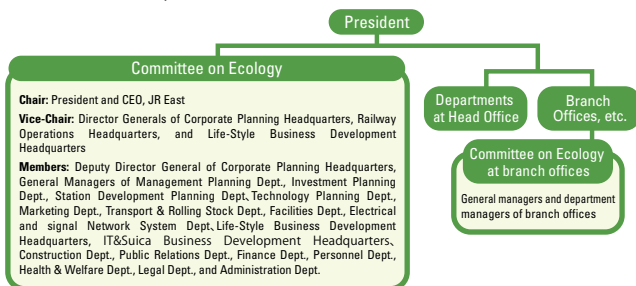 President
Committee on Ecology
Chair: President and CEO, JR East
Vice-Chair: Director Generals of Corporate Planning Headquarters, Railway
Operations Headquarters, and Life-Style Business Development
Headquarters
Members: Deputy Director General of Corporate Planning Headquarters,
General Managers of Management Planning Dept., Investment Planning
Dept., Station Development Planning Dept、Technology Planning Dept.,
Marketing Dept., Transport & Rolling Stock Dept., Facilities Dept., Electrical
and signal Network System Dept、Life-Style Business Development
Headquarters, IT&Suica Business Development Headquarters、
Construction Dept., Public Relations Dept., Finance Dept., Personnel Dept.,
Health & Welfare Dept., Legal Dept., and Administration Dept.
Departments
at Head Office
Branch
Offices, etc.
Committee on Ecology
at branch offices
General managers and department
managers of branch offices